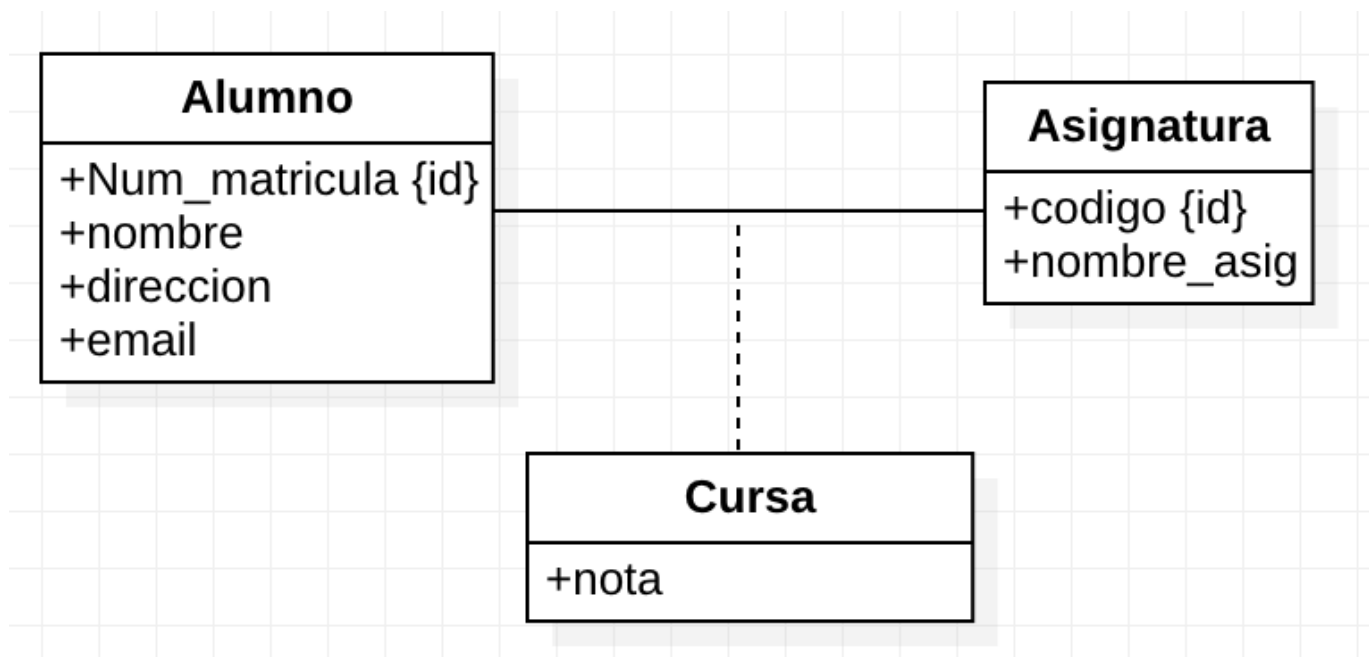 Alumno
+Num_matricula {id}
+nombre
+direccion
+email
Asignatura
+codigo {id}
+nombre_asig
Cursa
+nota